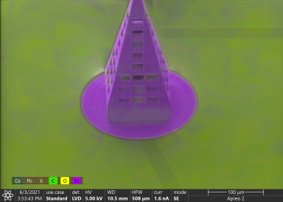 Ca Pb K C O
6/3/2021 use case det HV WD HFW curr mode 100 µm
3:53:43 PM Standard LVD 5.00 kV 10.5 mm 508 µm 1.6 nA SE Apreo 2